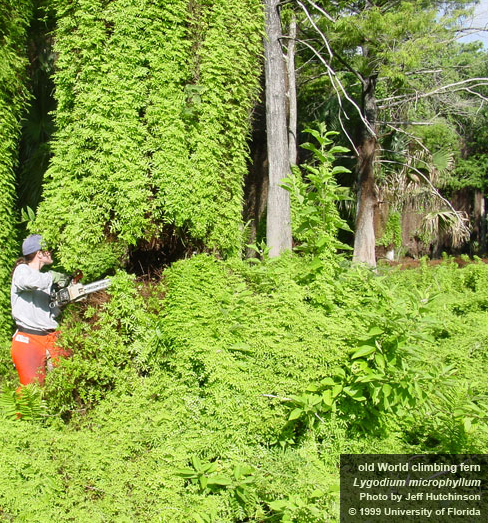 old World climbing fern
Lygodium microphyllum
Photo by Jeff Hutchinson
© 1999 University of Florida